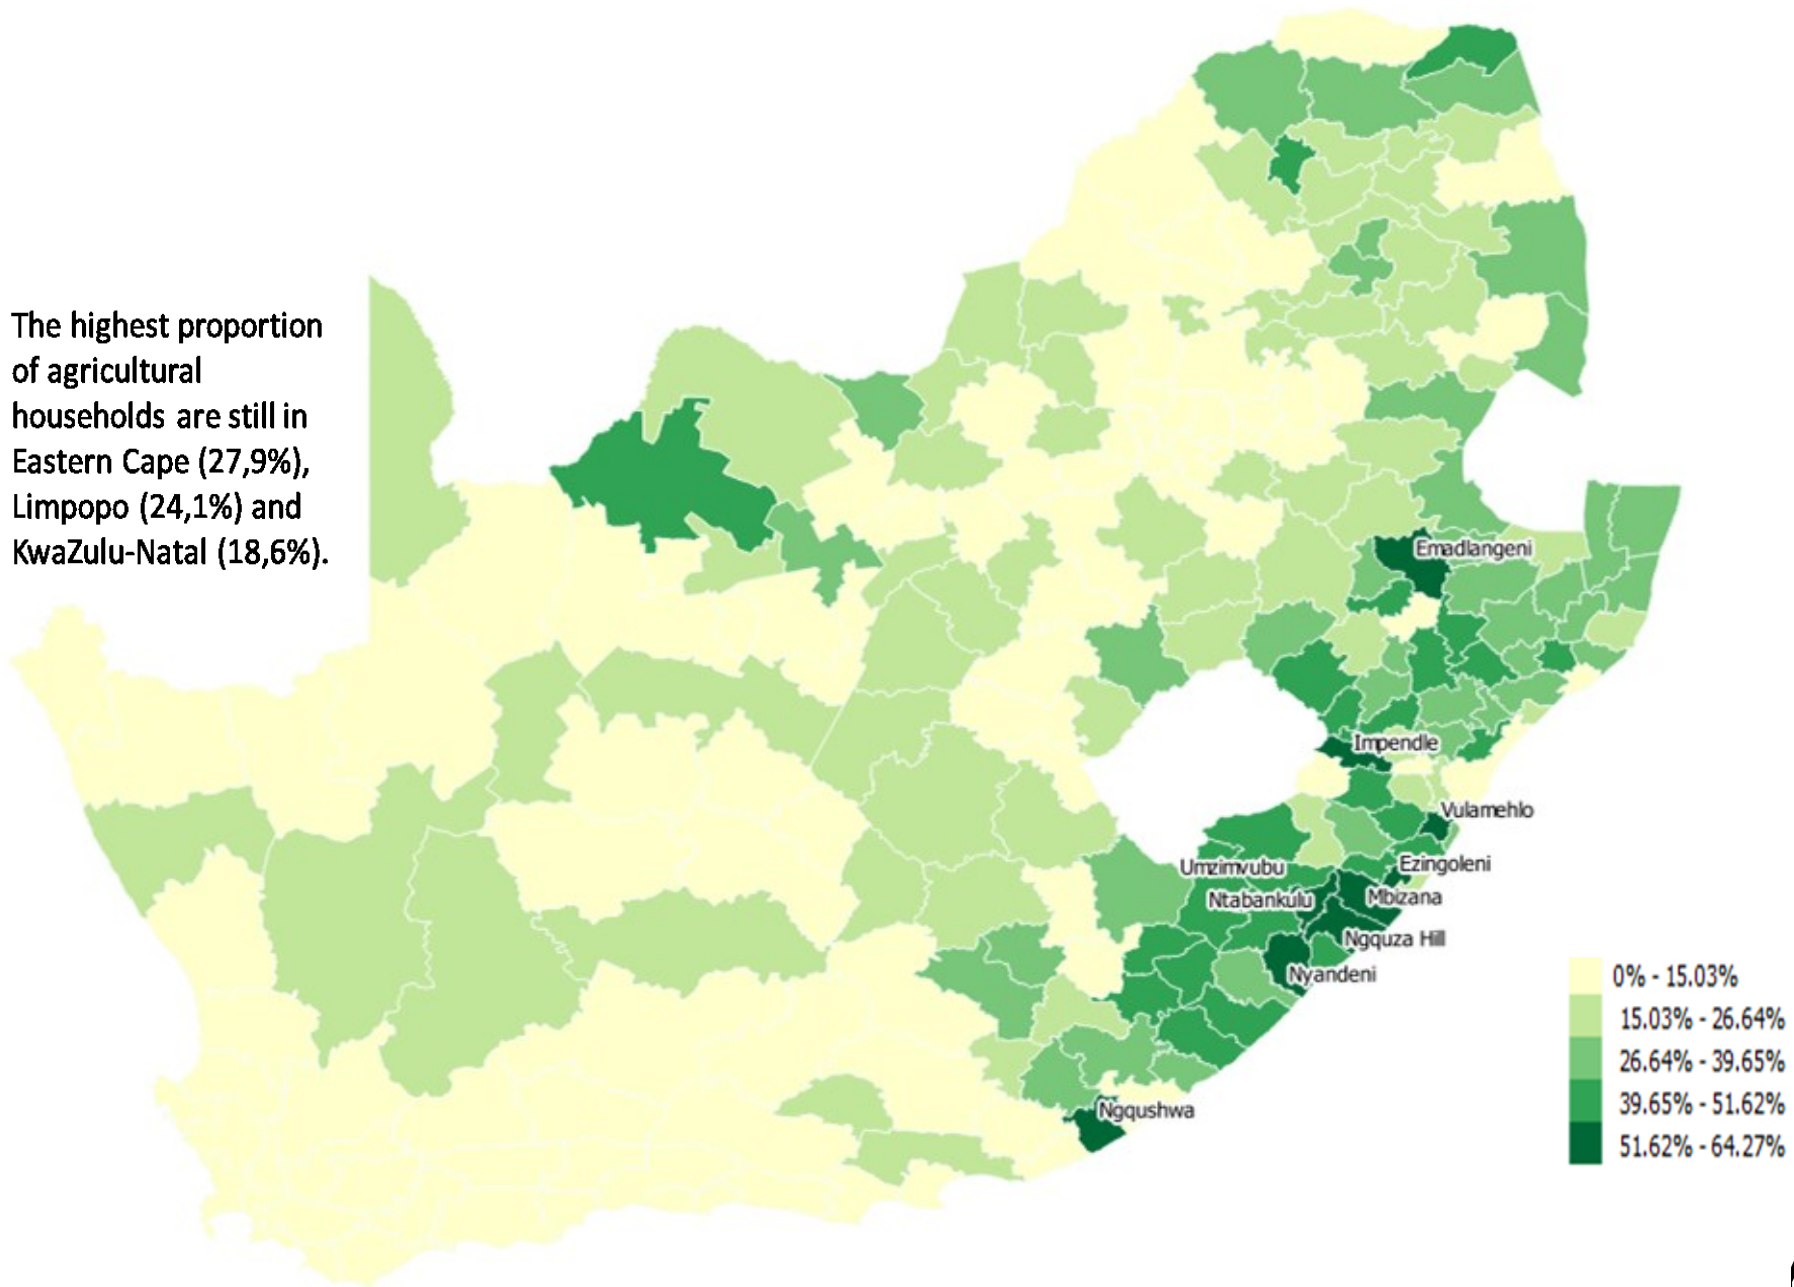 The highest proportion
of agricultural
households are still in
Eastern Cape (27,9%),
Limpopo (24,1%) and
KwaZulu-Natal (18,6%).
Emadlangeni
Impendle
Vulamehlo
Umzimvubu
Ezingoleni
Ntabankulu
Mbizana
Ngquza Hill
Nyandeni
Ngqushwa
0% - 15.03%
15.03% - 26.64%
26.64% - 39.65%
39.65% - 51.62%
51.62% - 64.27%